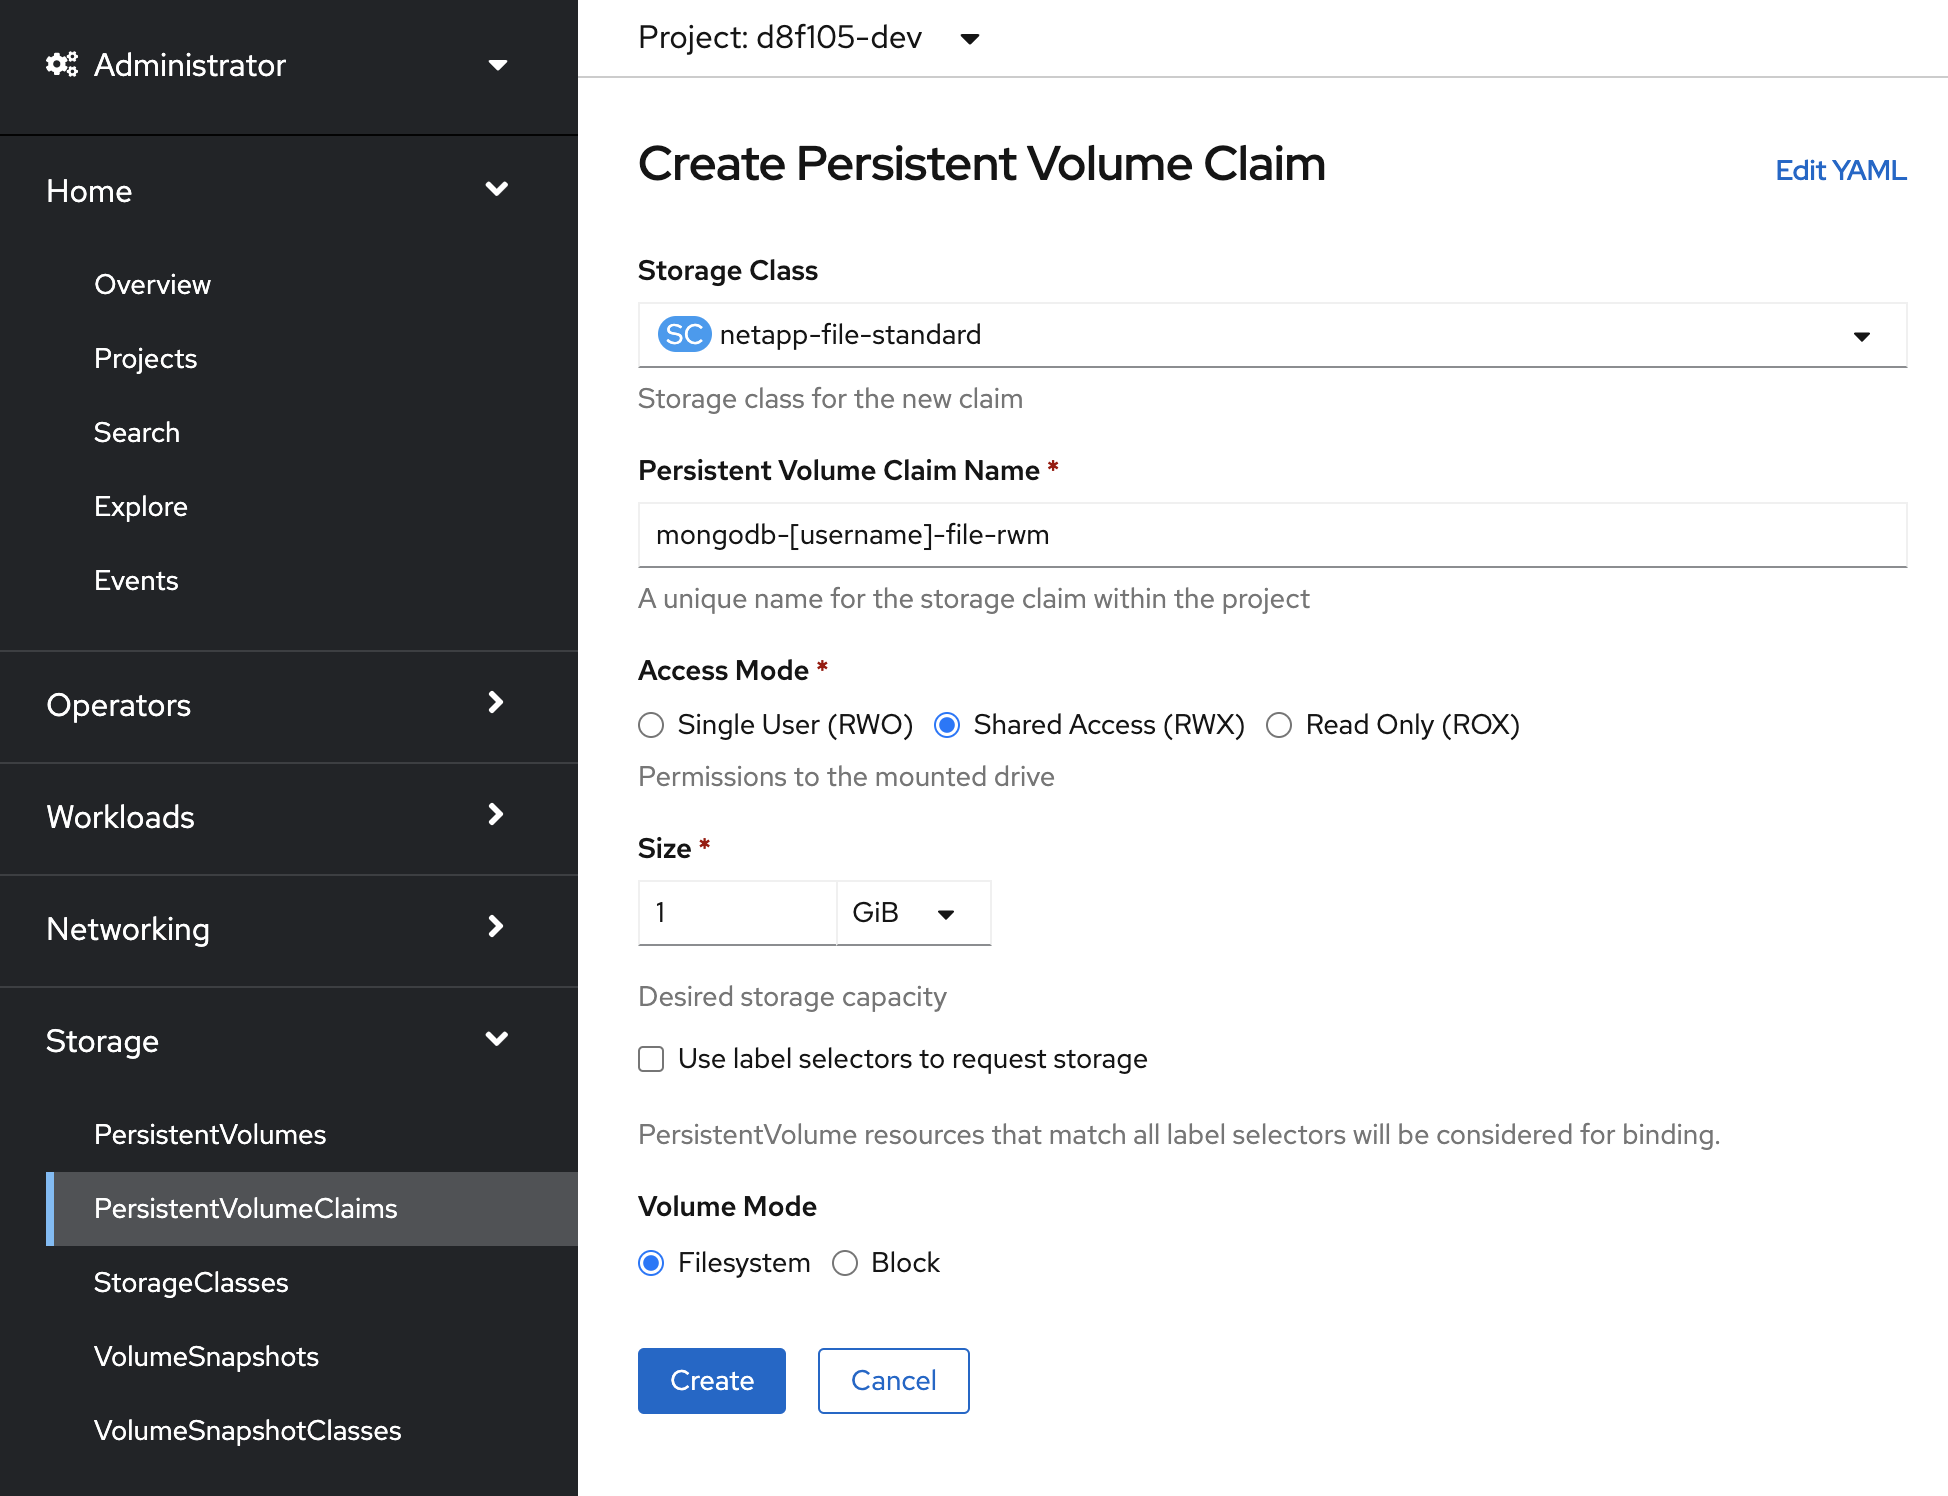 Administrator
Home
Overview
Projects
Search
Explore
Events
Operators
Workloads
Networking
Storage
PersistentVolumes
PersistentVolumeClaims
StorageClasses
VolumeSnapshots
VolumeSnapshotClasses
Project: d8f105-dev
Create Persistent Volume Claim
Edit YAML
Storage Class
SC netapp-file-standard
Storage class for the new claim
Persistent Volume Claim Name *
mongodb-[username]-file-rwm
A unique name for the storage claim within the project
Access Mode *
Single User (RWO) Shared Access (RWX) Read Only (ROX)
Permissions to the mounted drive
Size *
1 GiB
Desired storage capacity
Use label selectors to request storage
PersistentVolume resources that match all label selectors will be considered for binding.
Volume Mode
Filesystem Block
Create Cancel